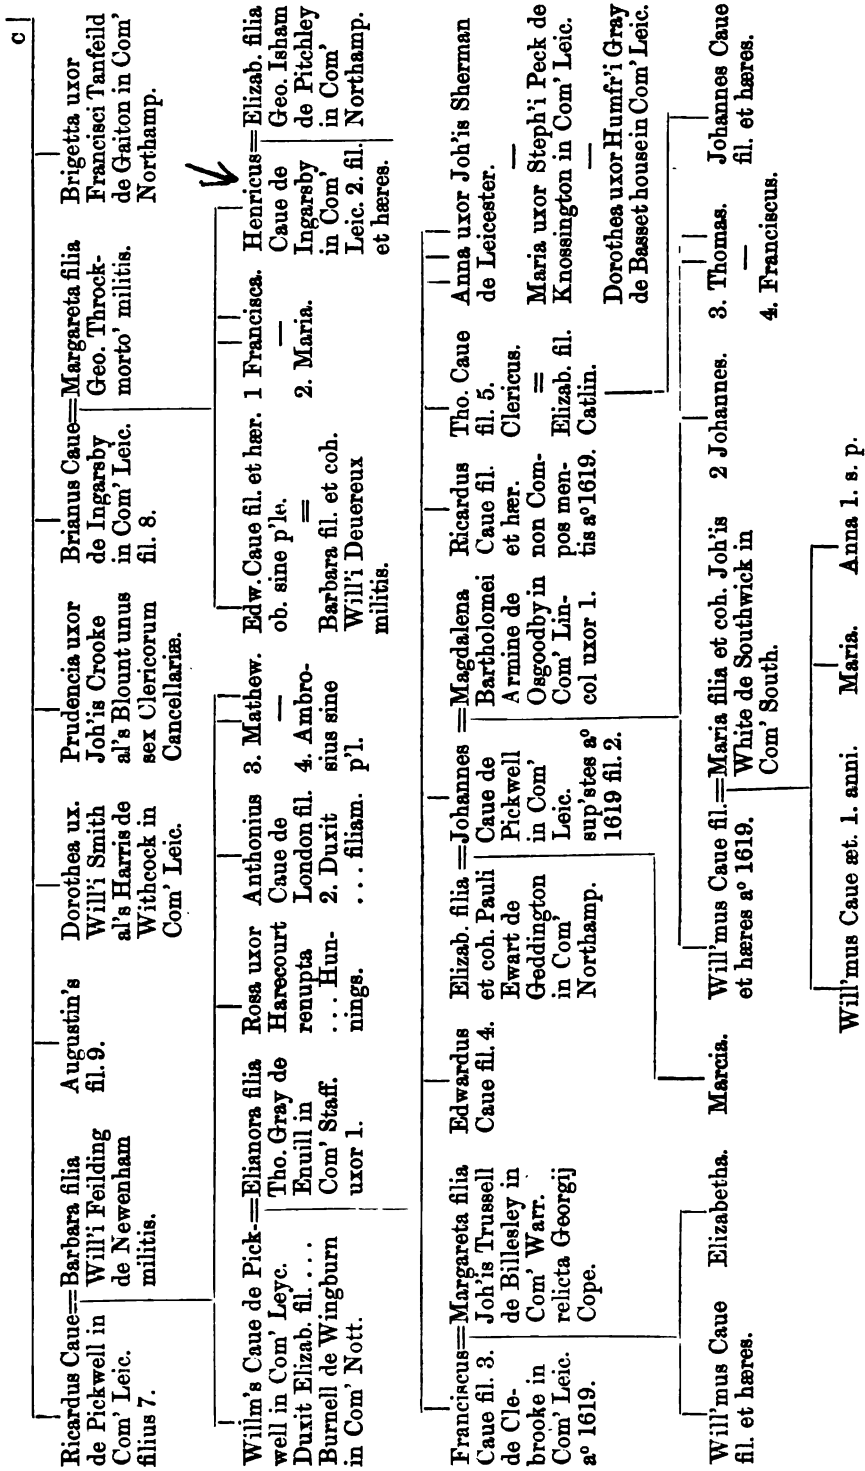 c
Ricardus Caue══Barbara filia
de Pickwell in
Com' Leic.
filius 7.
Will'i Feilding
de Newenham
militis.
Augustin's
fil. 9.
Dorothea ux.
Will'i Smith
al's Harris de
Withcock in
Com' Leic.
Prudencia uxor
Joh'is Crooke
al's Blount unus
sex Clericorum
Cancellariæ.
Brianus Caue══Margareta filia
de Ingarsby
in Com' Leic.
fil. 8.
Geo. Throck-
morto' militis.
Brigetta uxor
Francisci Tanfeild
de Gaiton in Com'
Northamp.
Willm's Caue de Pick-══Elianora filia
well in Com' Leyc.
Duxit Elizab. fil. ....
Burnell de Wingburn
in Com' Nott.
Tho. Gray de
Enuill in
Com' Staff.
uxor 1.
Rosa uxor
Harecourt
renupta
... Hun-
nings.
Anthonius
Caue de
London fil.
2. Duxit
... filiam.
3. Mathew.
—
4. Ambro-
sius sine
p'l.
Edw. Caue fil. et hær.
ob. sine p'le.
=
Barbara fil. et coh.
Will'i Deuereux
militis.
1 Francisca.
—
2. Maria.
Henricus══Elizab. filia
Caue de
Ingarsby
in Com'
Leic. 2. fil.
et hæres.
Geo. Isham
de Pitchley
in Com'
Northamp.
Franciscus══Margareta filia
Caue fil. 3.
de Cle-
brooke in
Com' Leic.
aº 1619.
Joh'is Trussell
de Billesley in
Com' Warr.
relicta Georgij
Cope.
Edwardus
Caue fil. 4.
Elizab. filia ══Johannes ══Magdalena
et coh. Pauli
Ewart de
Geddington
in Com'
Northamp.
Caue de
Pickwell
in Com'
Leic.
sup'stes aº
1619 fil. 2.
Bartholomei
Armine de
Osgoodby in
Com' Lin-
col uxor 1.
Ricardus
Caue fil.
et hær.
non Com-
pos men-
tis aº 1619.
Tho. Caue
fil. 5.
Clericus.
=
Elizab. fil.
Catlin.
Anna uxor Joh'is Sherman
de Leicester.
—
Maria uxor Steph'i Peck de
Knossington in Com' Leic.
—
Dorothea uxor Humfr'i Gray
de Basset house in Com' Leic.
Will'mus Caue
fil. et hæres.
Elizabetha.
Marcia.
Will'mus Caue fil.══Maria filia et coh. Joh'is
et hæres aº 1619.
White de Southwick in
Com' South.
2 Johannes.
3. Thomas.
—
4. Franciscus.
Johannes Caue
fil. et hæres.
Will'mus Caue æt. 1. anni.
Maria.
Anna 1. s. p.